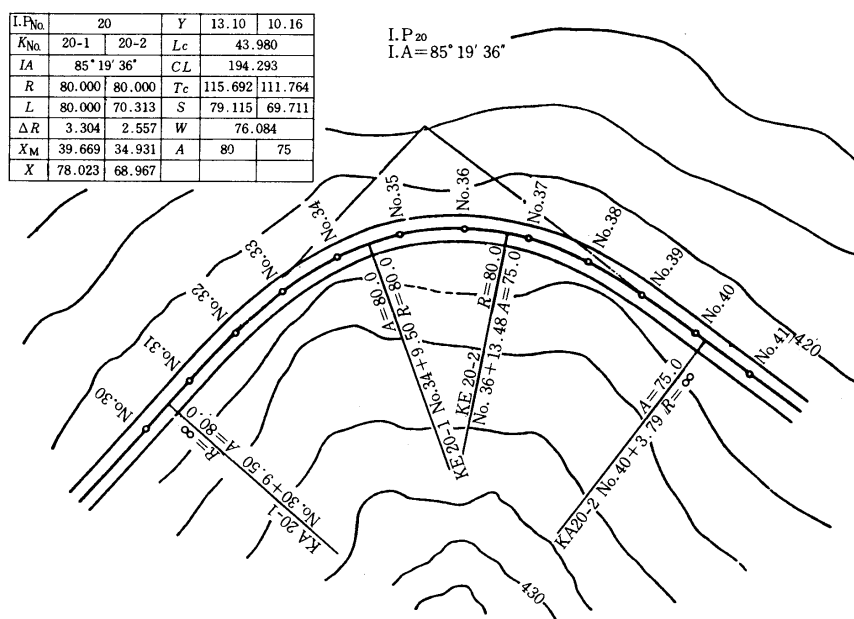 I.P.No. 20 Y 13.10 10.16
K No. 20-1 20-2 Lc 43.980
IA 85°19′36″ CL 194.293
R 80.000 80.000 Tc 115.692 111.764
L 80.000 70.313 S 79.115 69.711
ΔR 3.304 2.557 W 76.084
XM 39.669 34.931 A 80 75
X 78.023 68.967
I.P20
I.A=85°19′36″
No.30
No.31
No.32
No.33
No.34
No.35
No.36
No.37
No.38
No.39
No.40
No.41
420
430
KA 20-1
No.30+9.50 A=80.0
R=∞
KE 20-1 No.34+9.50 R=80.0
A=80.0
R=80.0
KE 20-2
No.36+13.48 A=75.0
A=75.0
KA20-2 No.40+3.79 R=∞